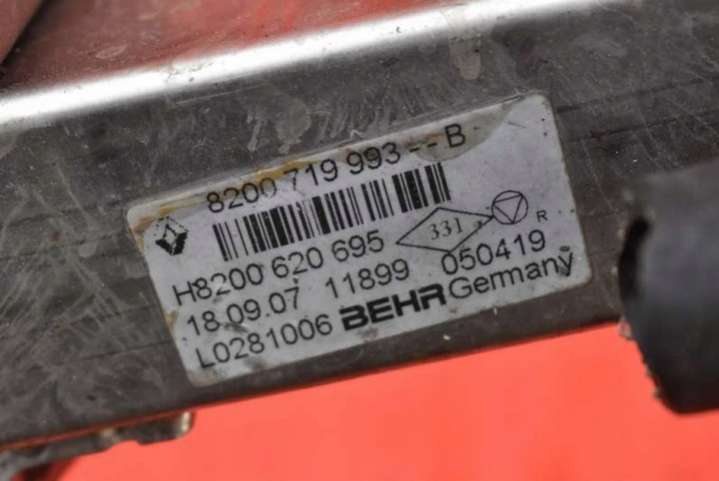 8200 719 993--B
331
R
H8200 620 695
18.09.07 11899 050419
L0281006 BEHR Germany